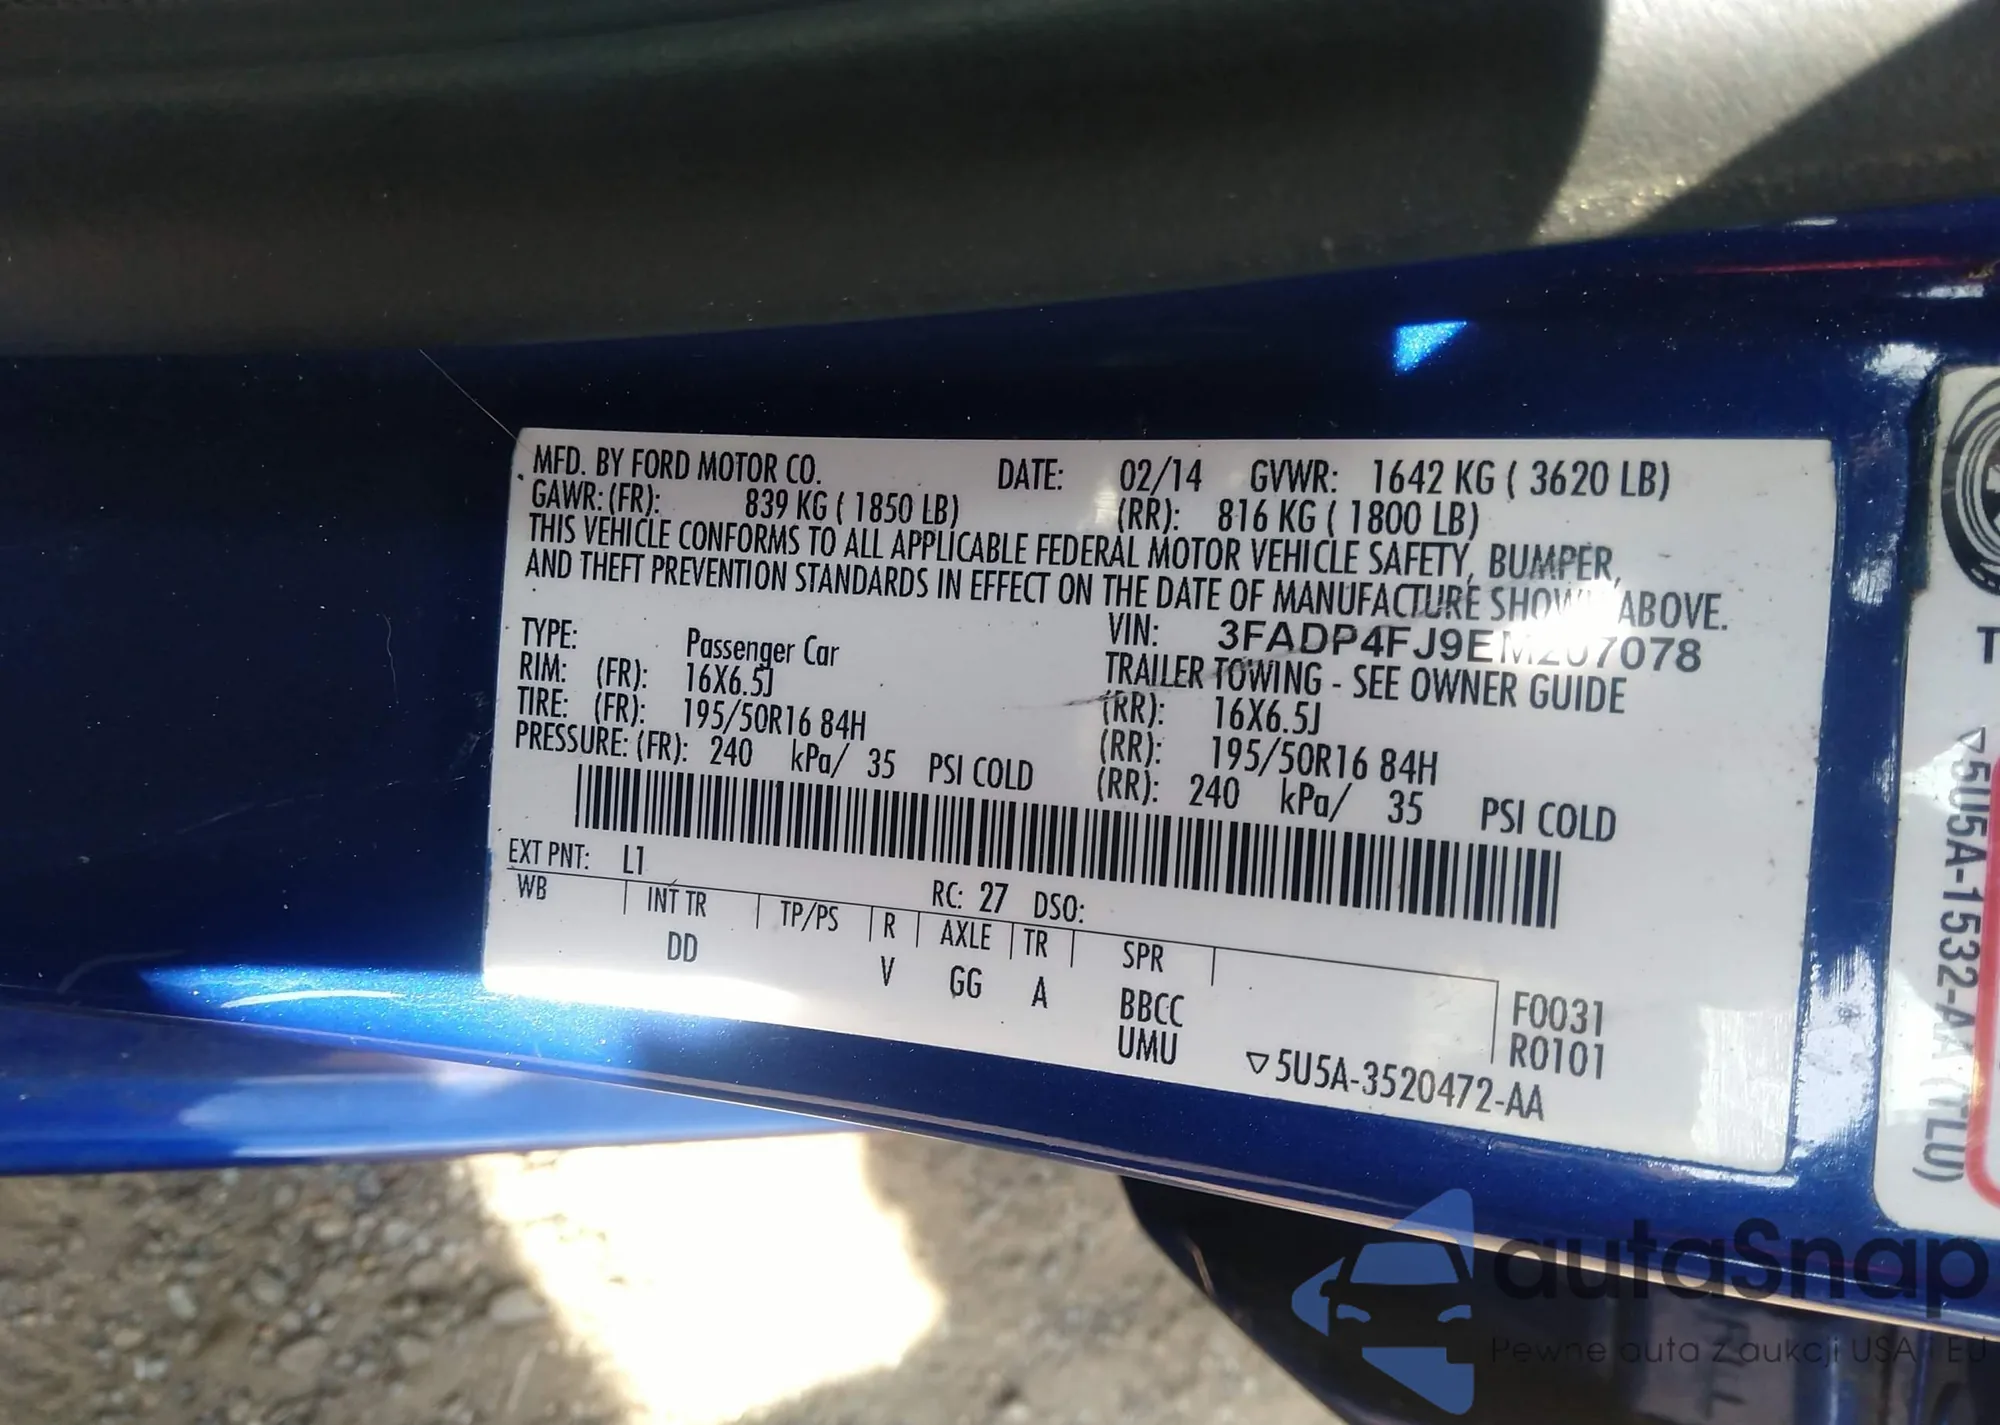 MFD. BY FORD MOTOR CO. DATE: 02/14 GVWR: 1642 KG ( 3620 LB)
GAWR: (FR): 839 KG ( 1850 LB) (RR): 816 KG ( 1800 LB)
THIS VEHICLE CONFORMS TO ALL APPLICABLE FEDERAL MOTOR VEHICLE SAFETY, BUMPER,
AND THEFT PREVENTION STANDARDS IN EFFECT ON THE DATE OF MANUFACTURE SHOWN ABOVE.
VIN:
TYPE: Passenger Car TRAILER TOWING - SEE OWNER GUIDE
RIM: (FR): 16X6.5J (RR): 16X6.5J
TIRE: (FR): 195/50R16 84H (RR): 195/50R16 84H
PRESSURE: (FR): 240 kPa/ 35 PSI COLD (RR): 240 kPa/ 35 PSI COLD
EXT PNT: L1 RC: 27 DSO:
WB INT TR TP/PS R AXLE TR SPR
DD V GG A BBCC F0031
UMU R0101
▽5U5A-3520472-AA
T
autaSnap
Pewne auta z aukcji USA i EU